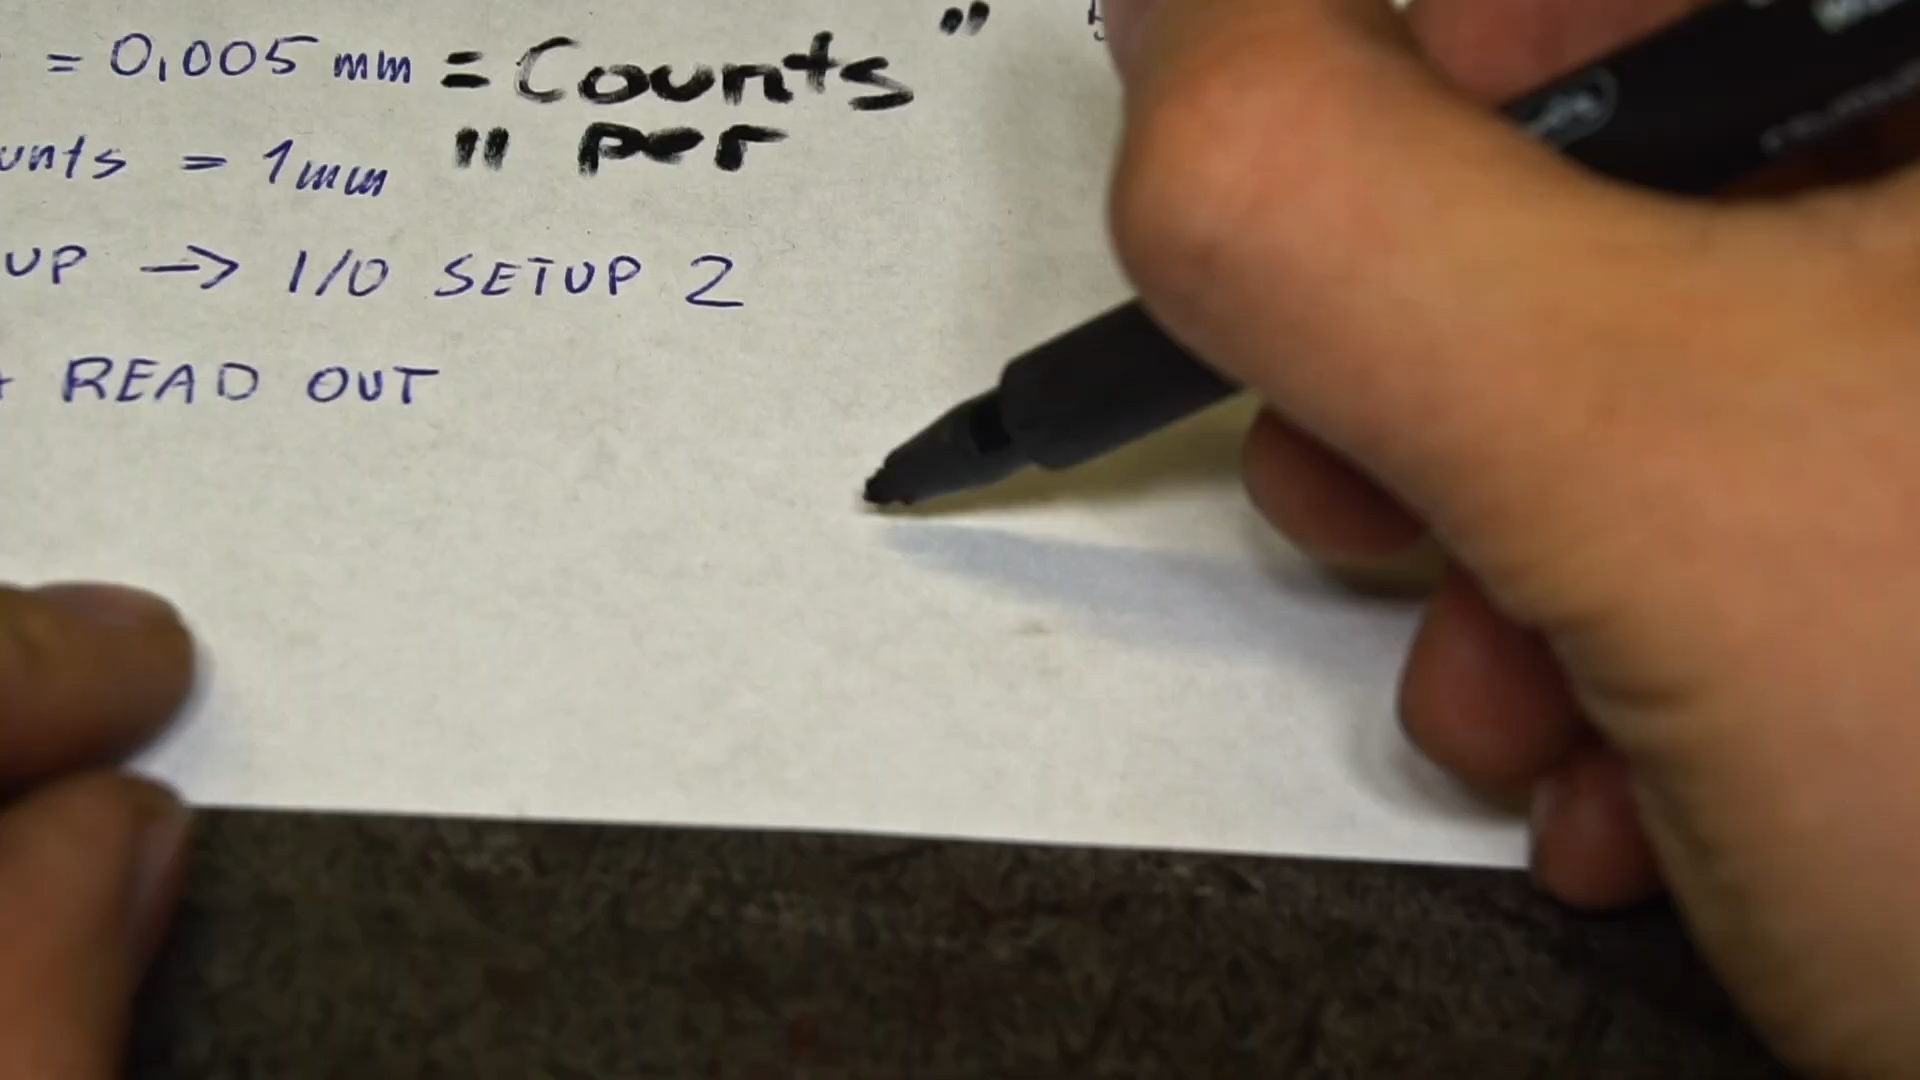 = 0,005 mm = Counts "
unts = 1mm " per
UP → I/O SETUP 2
READ OUT